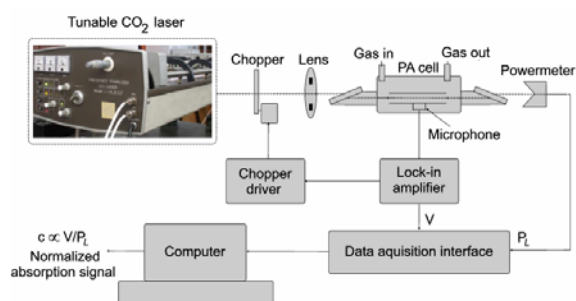 Tunable CO2 laser
Chopper
Lens
Gas in
Gas out
PA cell
Powermeter
Microphone
Chopper driver
Lock-in amplifier
V
PL
c ∝ V/PL
Normalized absorption signal
Computer
Data aquisition interface